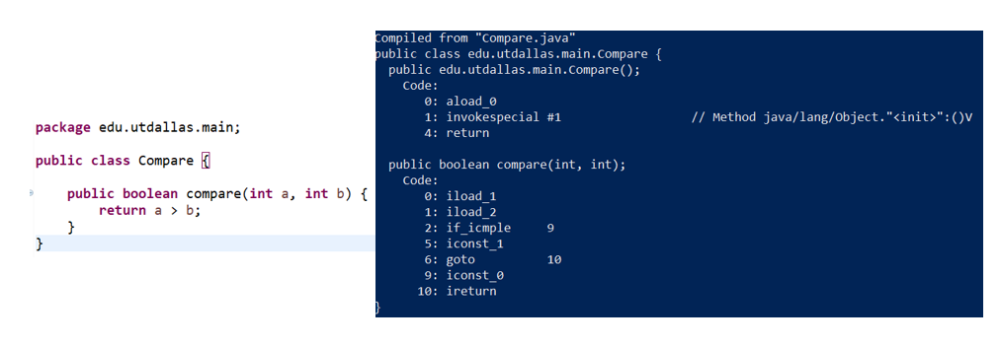 package edu.utdallas.main;
public class Compare {
public boolean compare(int a, int b) {
return a > b;
}
}
Compiled from "Compare.java"
public class edu.utdallas.main.Compare {
public edu.utdallas.main.Compare();
Code:
0: aload_0
1: invokespecial #1 // Method java/lang/Object."<init>":()V
4: return
public boolean compare(int, int);
Code:
0: iload_1
1: iload_2
2: if_icmple 9
5: iconst_1
6: goto 10
9: iconst_0
10: ireturn
}